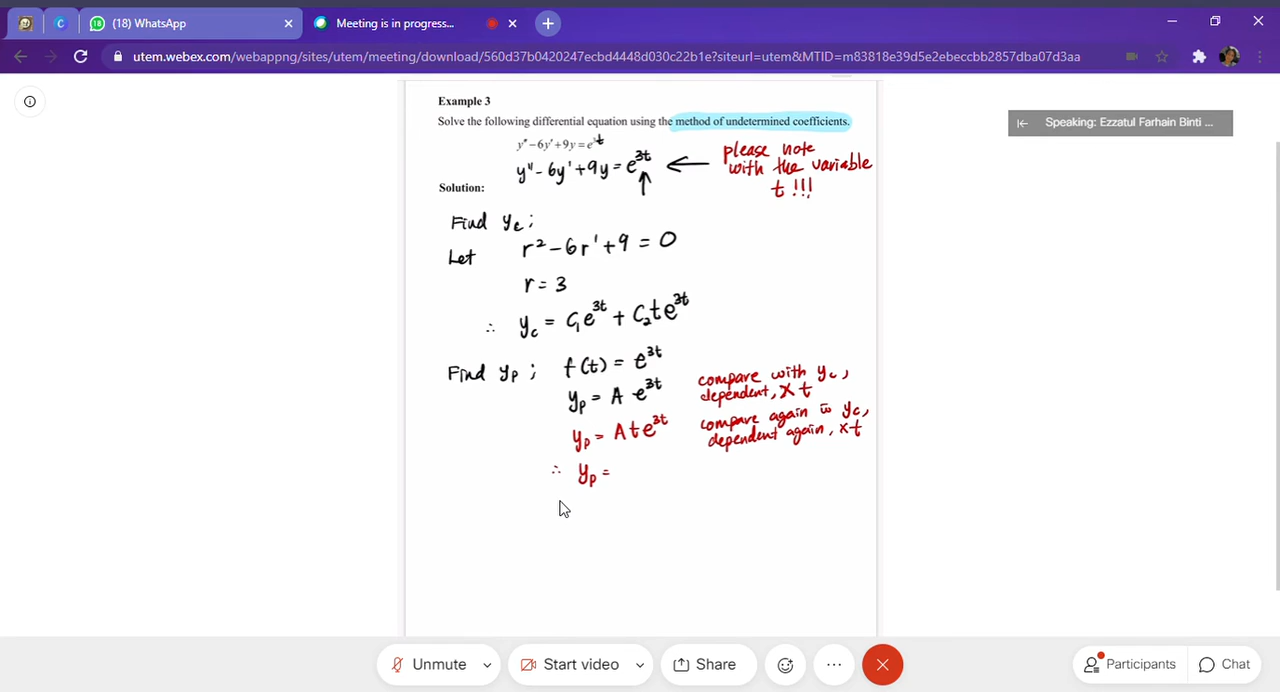 (18) WhatsApp
Meeting is in progress...
utem.webex.com/webappng/sites/utem/meeting/download/560d37b0420247ecbd4448d030c22b1e?siteurl=utem&MTID=m83818e39d5e2ebeccbb2857dba07d3aa
Speaking: Ezzatul Farhain Binti ...
Example 3
Solve the following differential equation using the method of undetermined coefficients.
y″ − 6y′ + 9y = e^3t
y″ − 6y′ + 9y = e^3t
please note
with the variable
t !!!
Solution:
Find yc ;
Let r² − 6r' + 9 = 0
r = 3
∴ yc = C₁e^3t + C₂te^3t
Find yp ; f(t) = e^3t
yp = A e^3t
compare with yc,
dependent, x t
yp = A t e^3t
compare again w yc,
dependent again, x t
∴ yp =
Unmute
Start video
Share
Participants
Chat